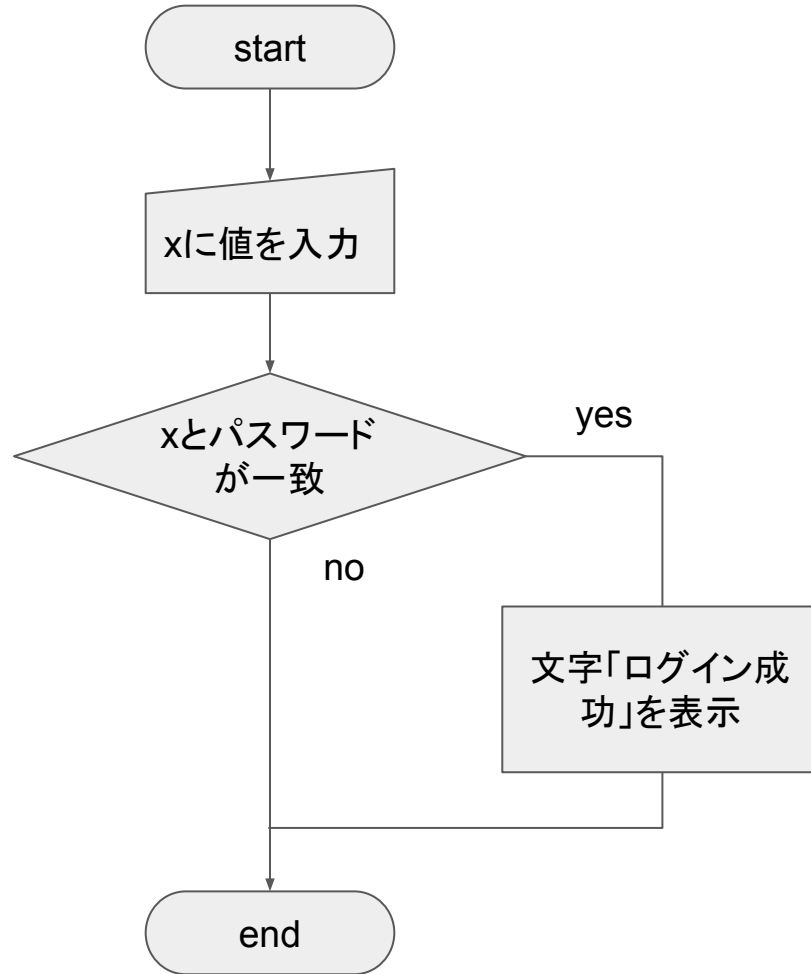 start
xに値を入力
xとパスワード
が一致
yes
no
文字「ログイン成
功」を表示
end